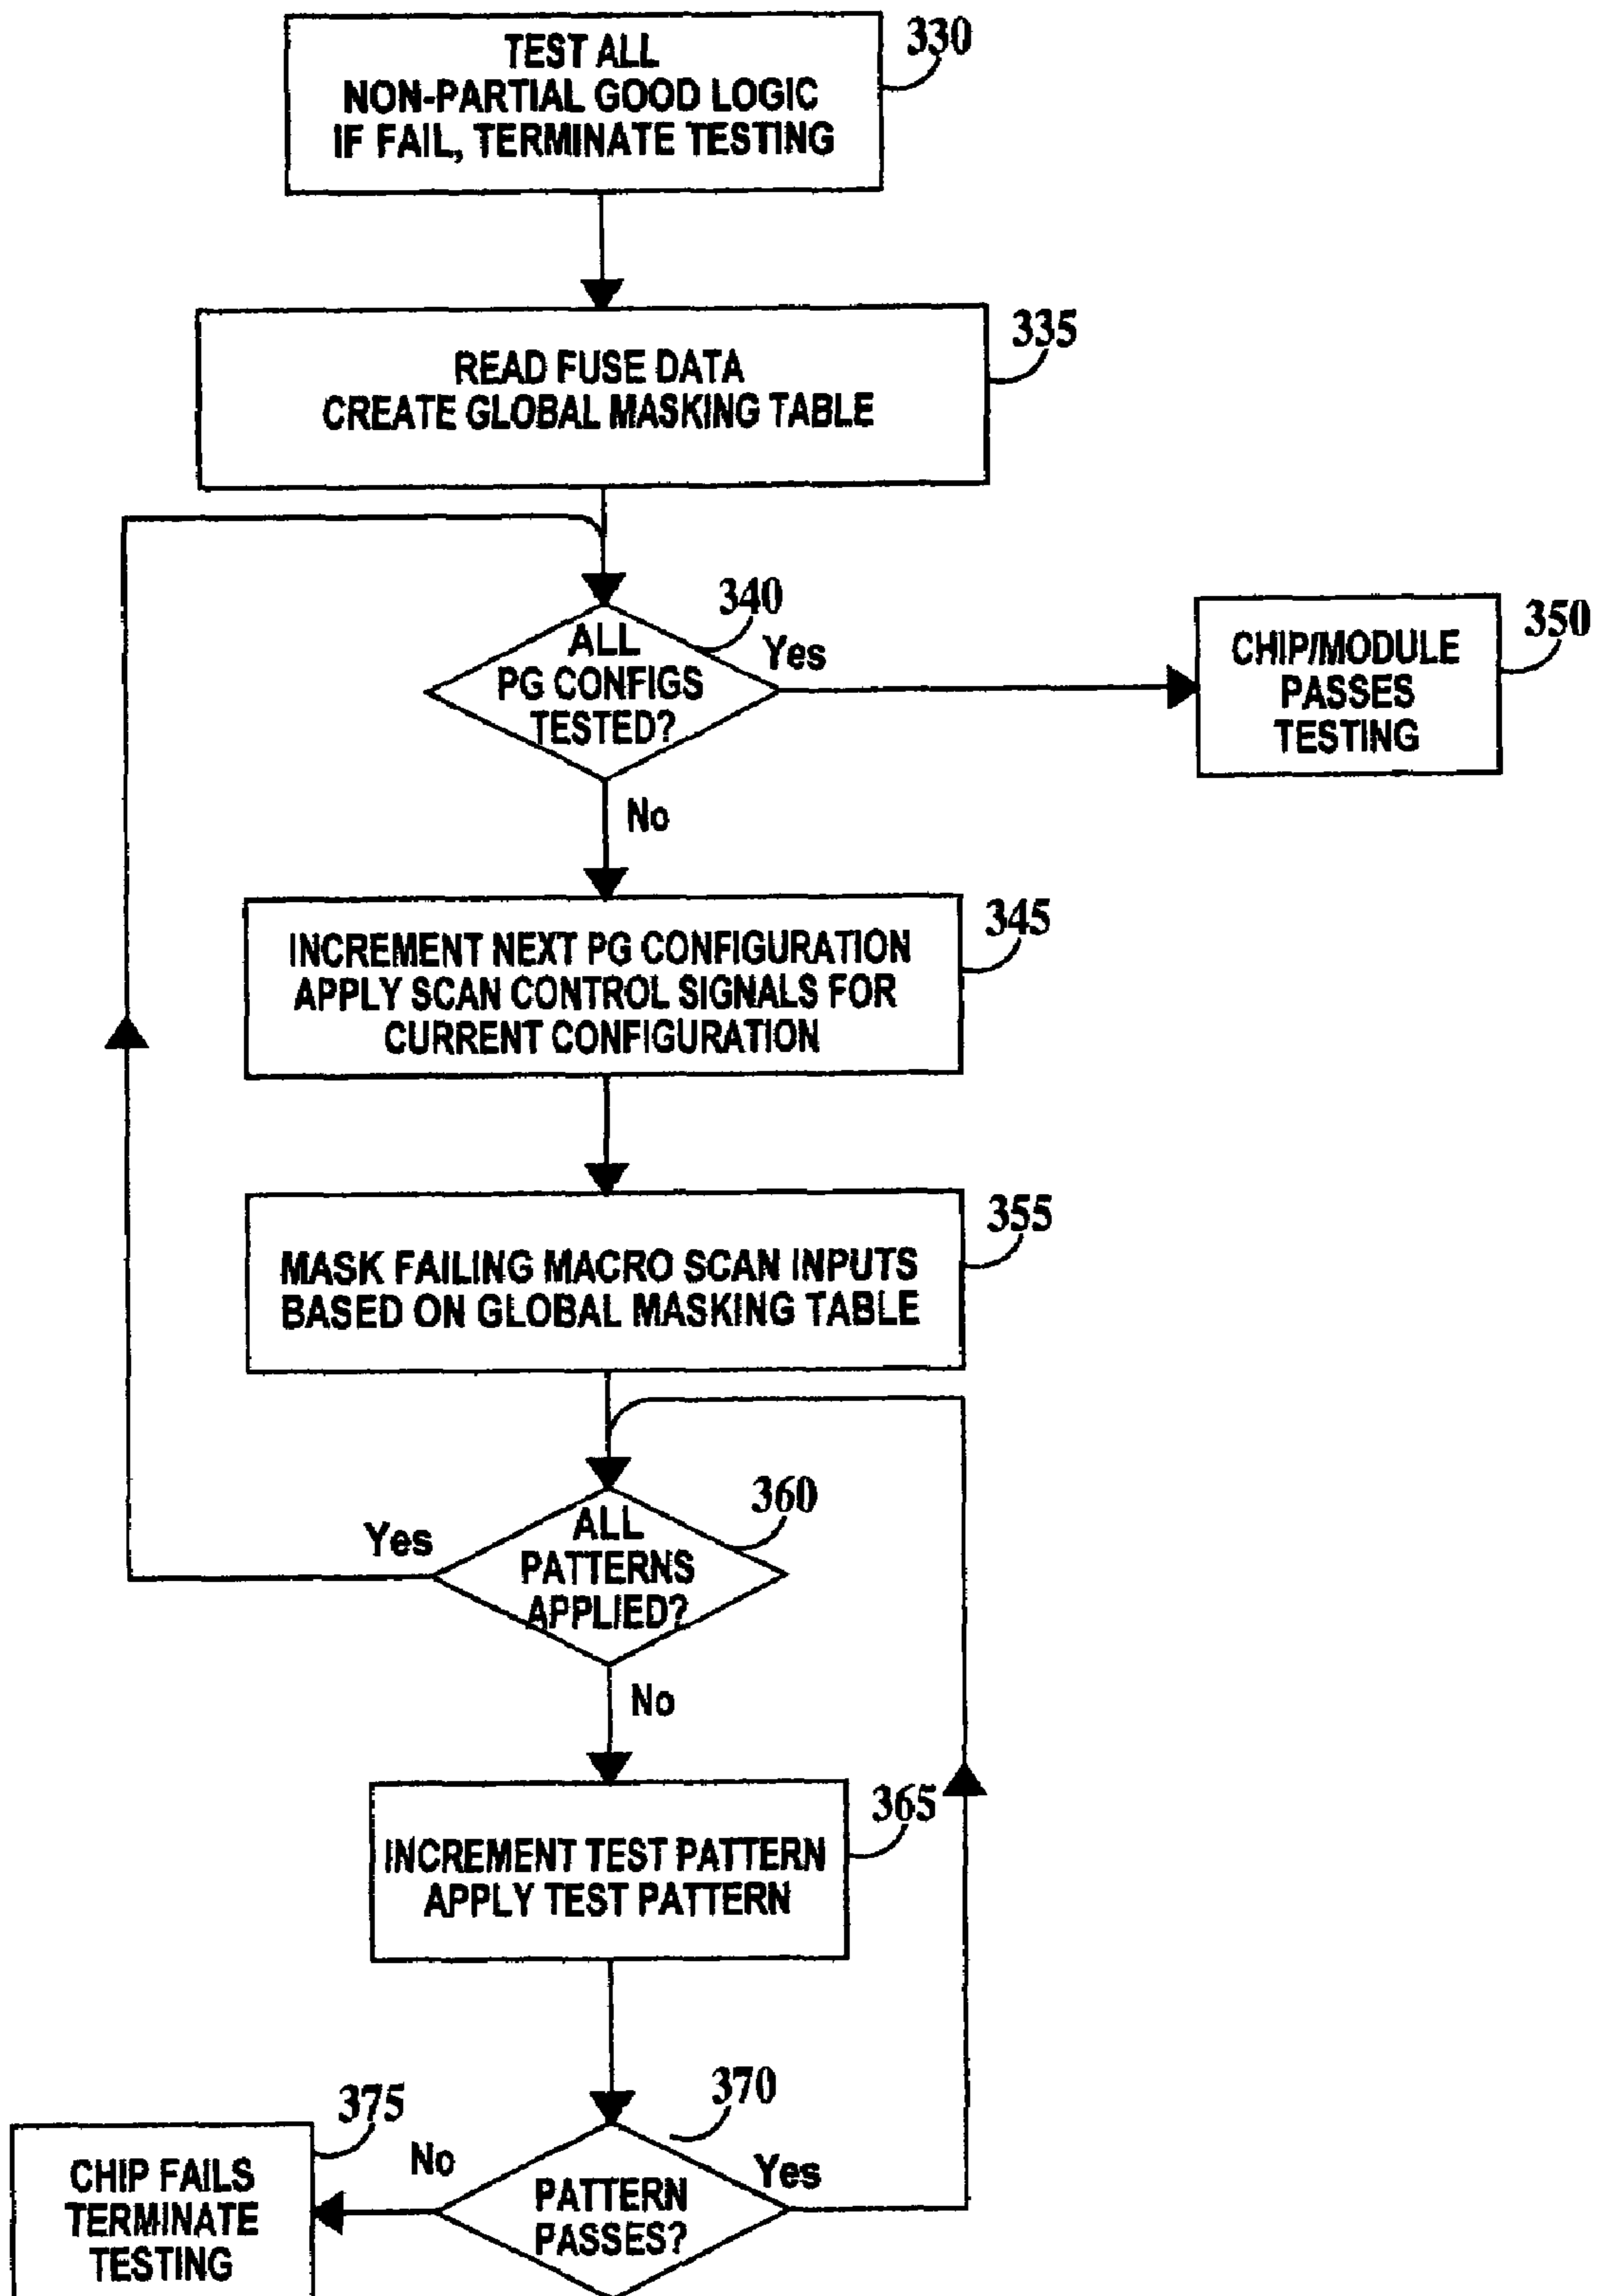 TEST ALL
NON-PARTIAL GOOD LOGIC
IF FAIL, TERMINATE TESTING
330
READ FUSE DATA
CREATE GLOBAL MASKING TABLE
335
ALL
PG CONFIGS
TESTED?
340
Yes
CHIP/MODULE
PASSES
TESTING
350
No
INCREMENT NEXT PG CONFIGURATION
APPLY SCAN CONTROL SIGNALS FOR
CURRENT CONFIGURATION
345
MASK FAILING MACRO SCAN INPUTS
BASED ON GLOBAL MASKING TABLE
355
ALL
PATTERNS
APPLIED?
360
Yes
No
INCREMENT TEST PATTERN
APPLY TEST PATTERN
365
PATTERN
PASSES?
370
Yes
No
CHIP FAILS
TERMINATE
TESTING
375